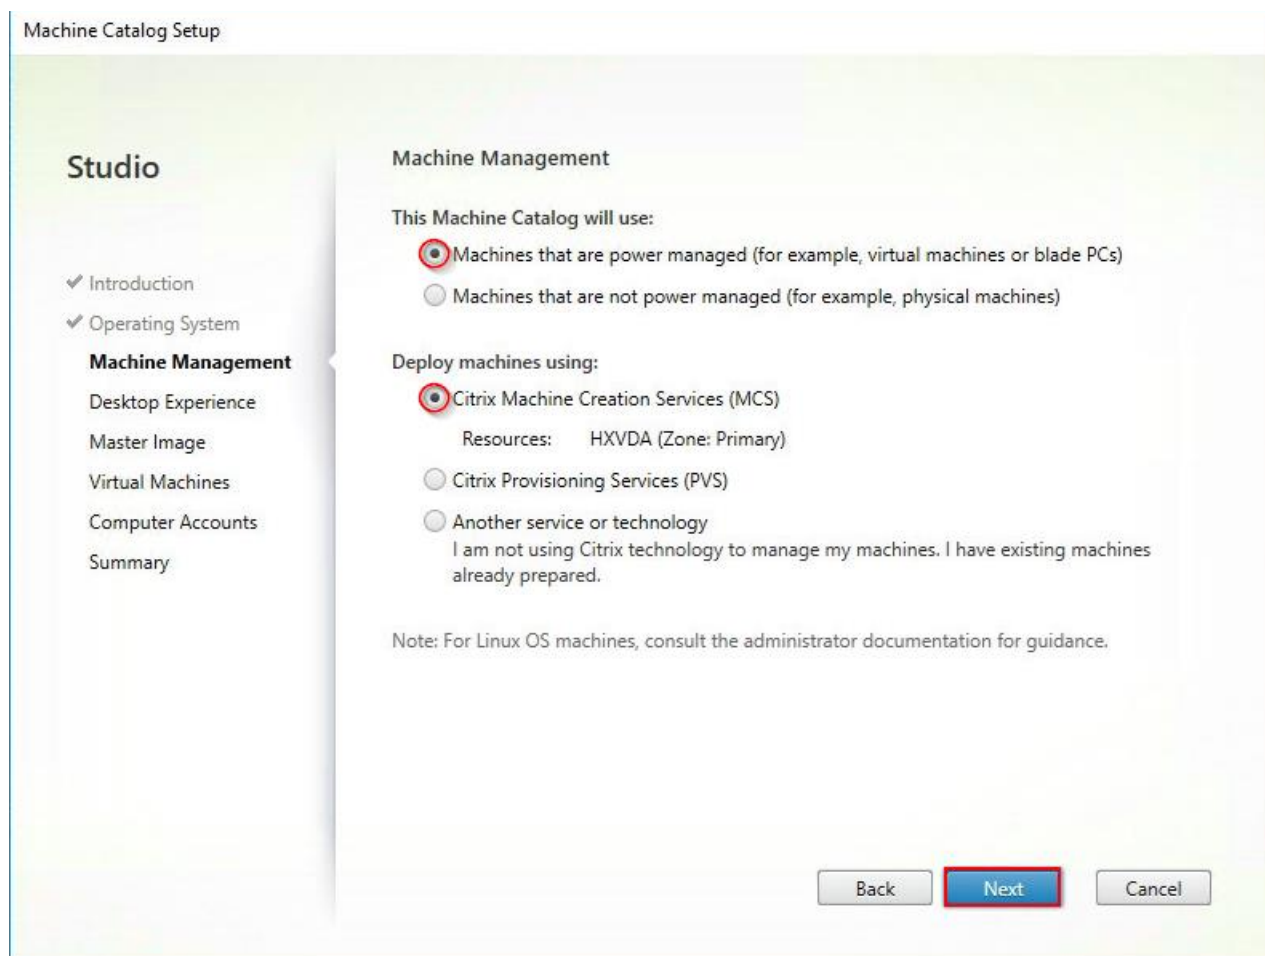 Machine Catalog Setup
Studio
Introduction
Operating System
Machine Management
Desktop Experience
Master Image
Virtual Machines
Computer Accounts
Summary
Machine Management
This Machine Catalog will use:
Machines that are power managed (for example, virtual machines or blade PCs)
Machines that are not power managed (for example, physical machines)
Deploy machines using:
Citrix Machine Creation Services (MCS)
Resources: HXVDA (Zone: Primary)
Citrix Provisioning Services (PVS)
Another service or technology
I am not using Citrix technology to manage my machines. I have existing machines
already prepared.
Note: For Linux OS machines, consult the administrator documentation for guidance.
Back Next Cancel